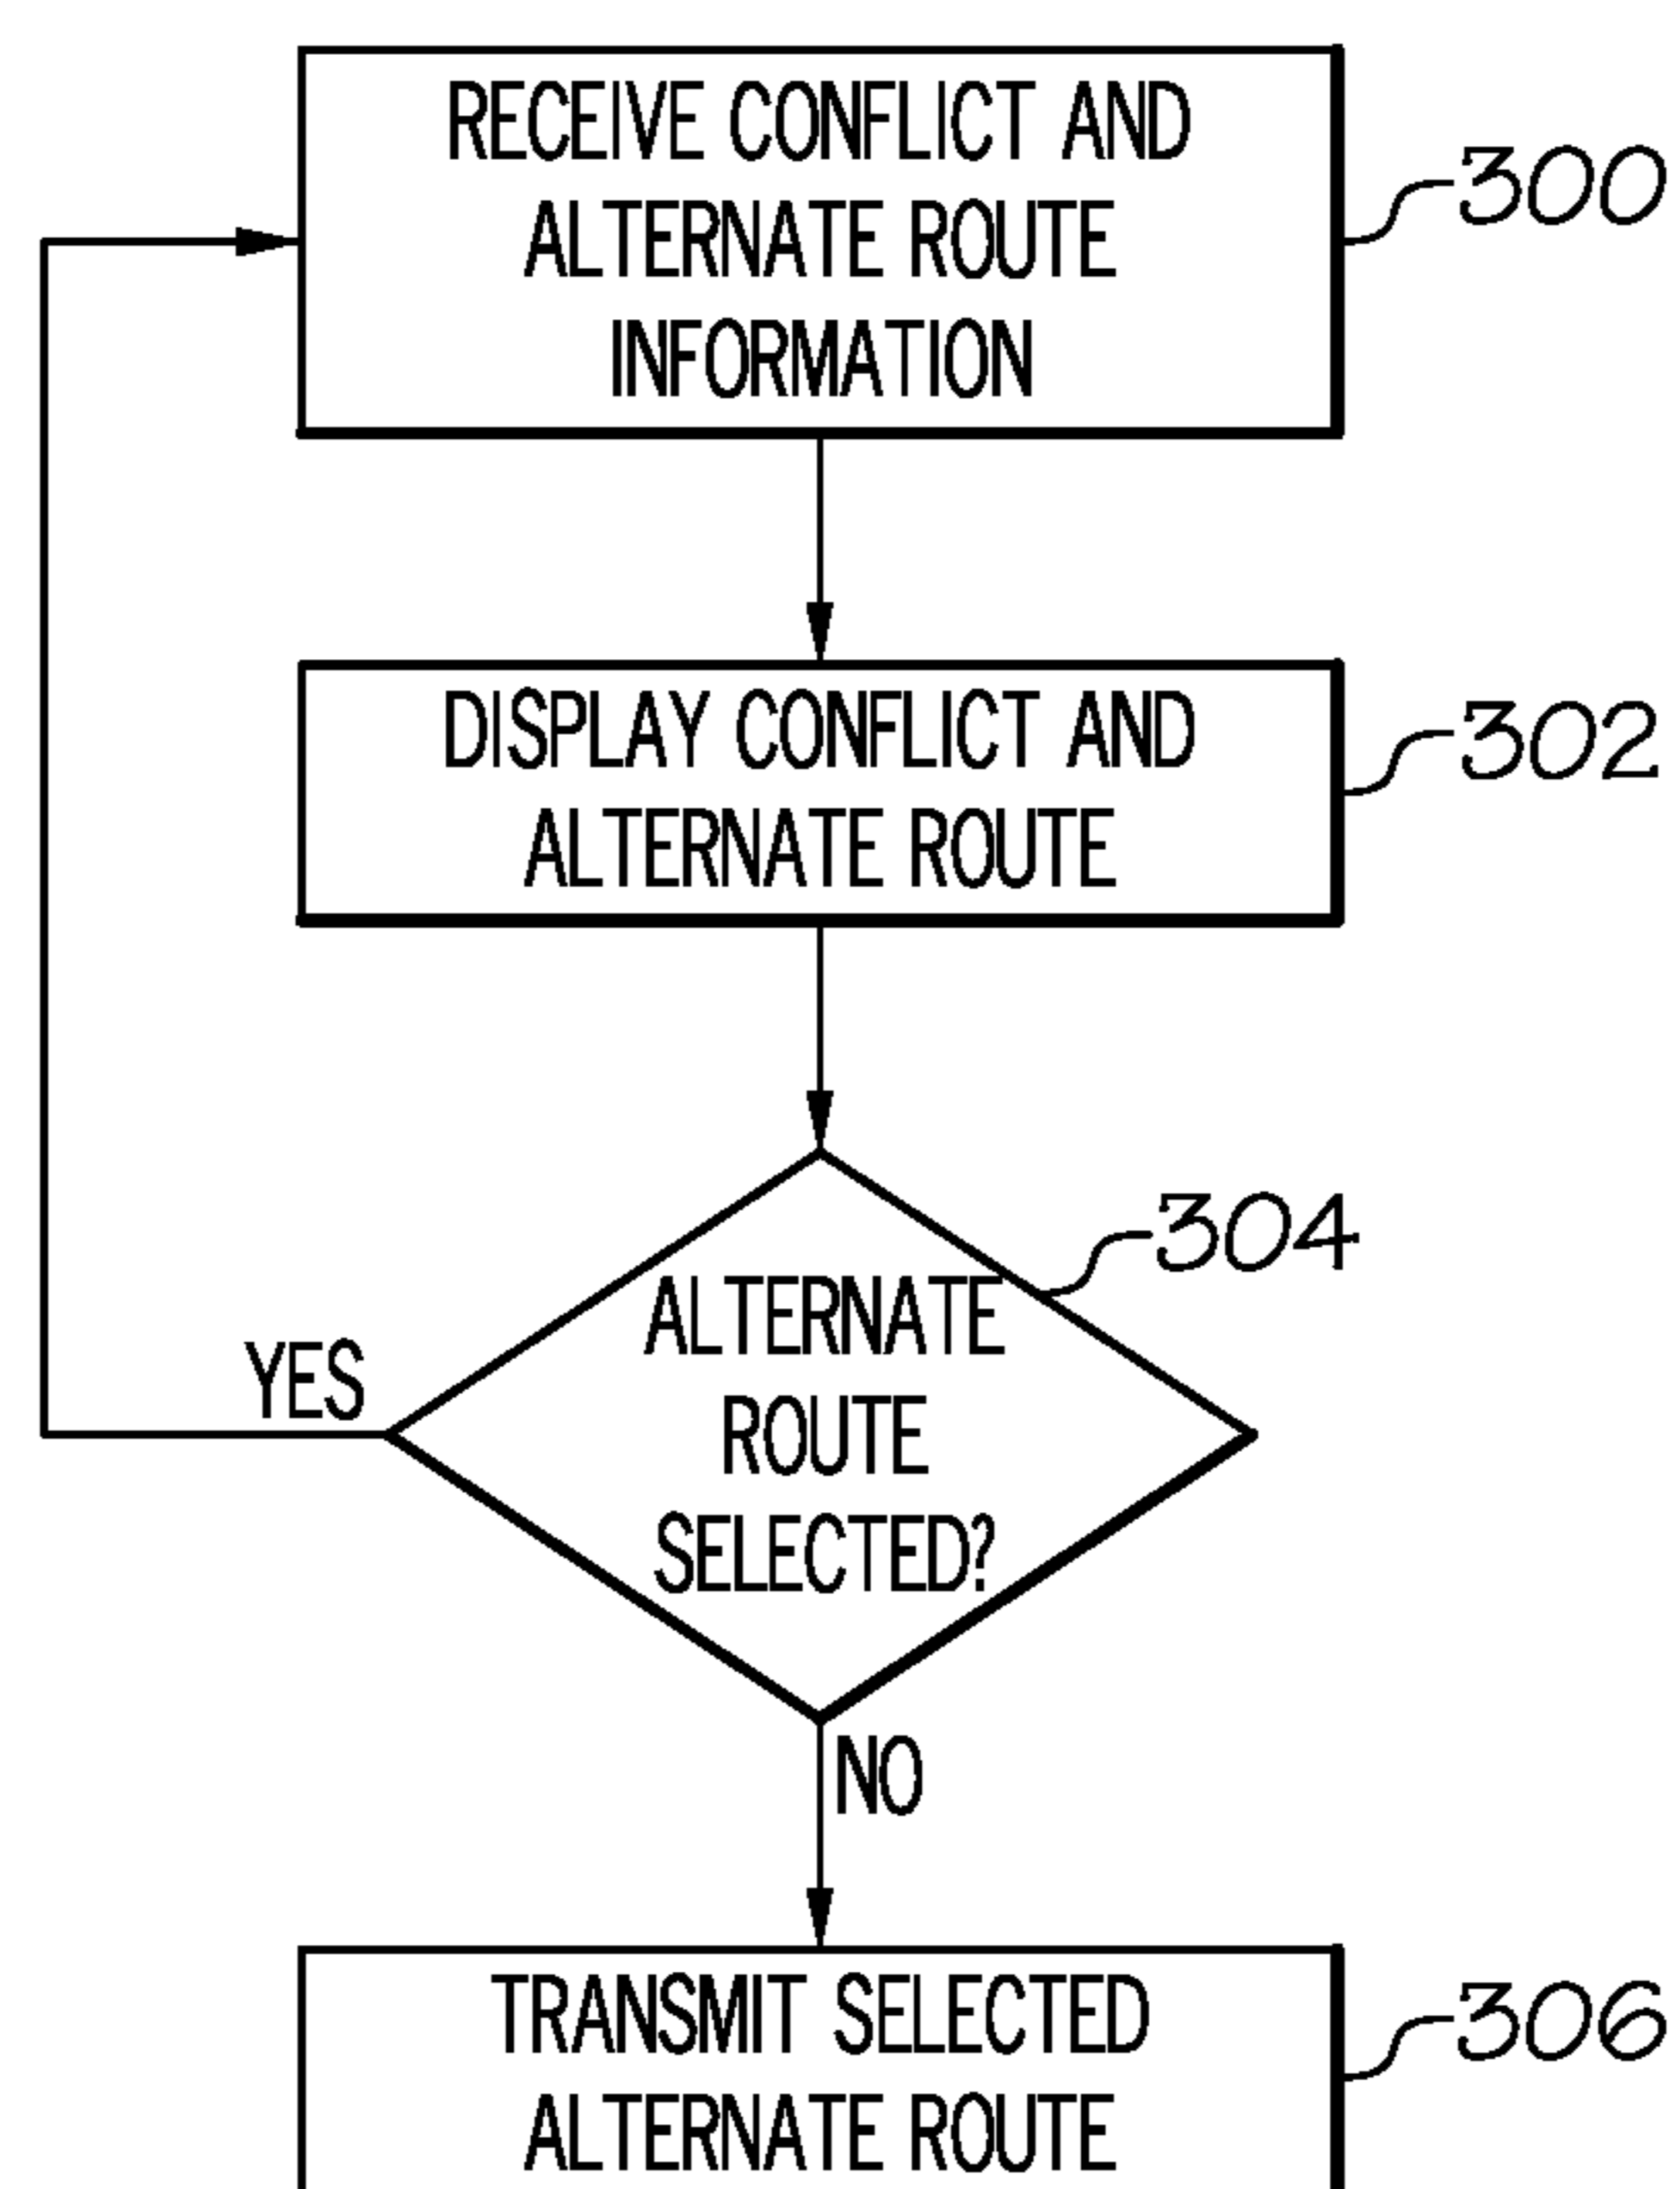 RECEIVE CONFLICT AND
ALTERNATE ROUTE
INFORMATION
300
DISPLAY CONFLICT AND
ALTERNATE ROUTE
302
304
ALTERNATE
ROUTE
SELECTED?
YES
NO
TRANSMIT SELECTED
ALTERNATE ROUTE
306